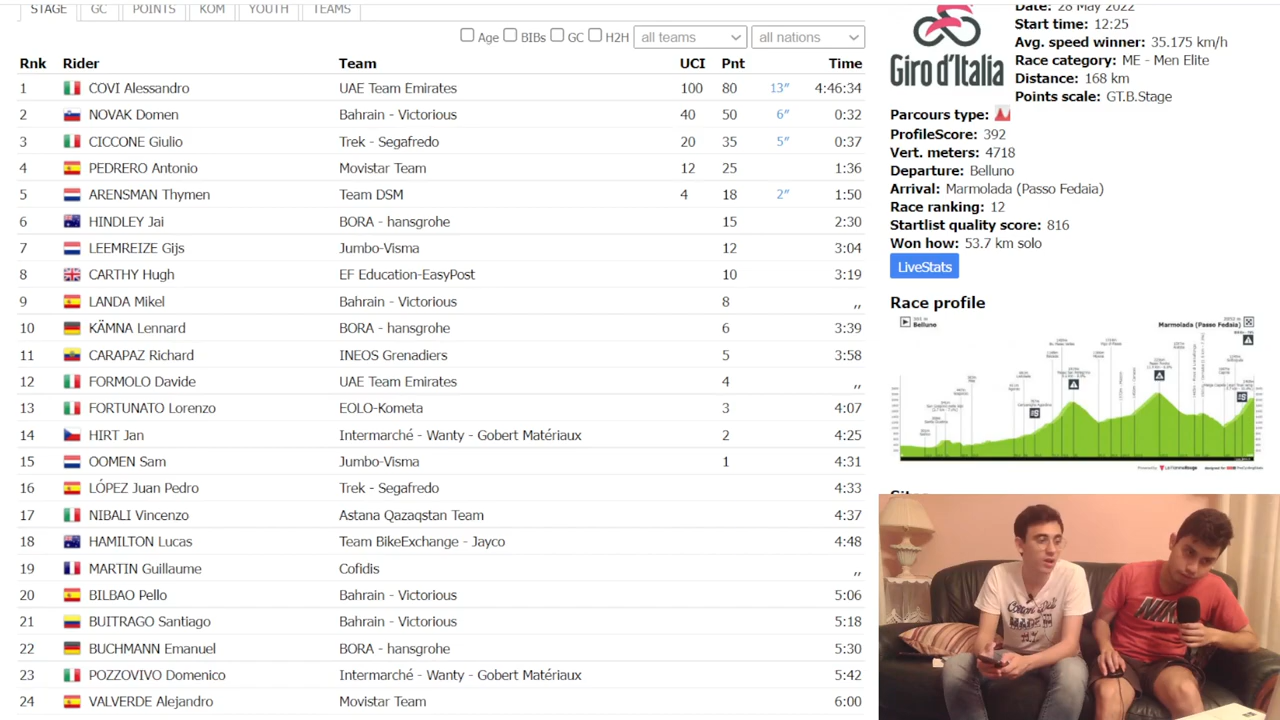 STAGE GC POINTS KOM YOUTH TEAMS
Age BIBs GC H2H all teams all nations
Rnk Rider Team UCI Pnt Time
1 COVI Alessandro UAE Team Emirates 100 80 13″ 4:46:34
2 NOVAK Domen Bahrain - Victorious 40 50 6″ 0:32
3 CICCONE Giulio Trek - Segafredo 20 35 5″ 0:37
4 PEDRERO Antonio Movistar Team 12 25 1:36
5 ARENSMAN Thymen Team DSM 4 18 2″ 1:50
6 HINDLEY Jai BORA - hansgrohe 15 2:30
7 LEEMREIZE Gijs Jumbo-Visma 12 3:04
8 CARTHY Hugh EF Education-EasyPost 10 3:19
9 LANDA Mikel Bahrain - Victorious 8 ,,
10 KÄMNA Lennard BORA - hansgrohe 6 3:39
11 CARAPAZ Richard INEOS Grenadiers 5 3:58
12 FORMOLO Davide UAE Team Emirates 4 ,,
13 FORTUNATO Lorenzo EOLO-Kometa 3 4:07
14 HIRT Jan Intermarché - Wanty - Gobert Matériaux 2 4:25
15 OOMEN Sam Jumbo-Visma 1 4:31
16 LÓPEZ Juan Pedro Trek - Segafredo 4:33
17 NIBALI Vincenzo Astana Qazaqstan Team 4:37
18 HAMILTON Lucas Team BikeExchange - Jayco 4:48
19 MARTIN Guillaume Cofidis ,,
20 BILBAO Pello Bahrain - Victorious 5:06
21 BUITRAGO Santiago Bahrain - Victorious 5:18
22 BUCHMANN Emanuel BORA - hansgrohe 5:30
23 POZZOVIVO Domenico Intermarché - Wanty - Gobert Matériaux 5:42
24 VALVERDE Alejandro Movistar Team 6:00
Giro d'Italia
Date: 28 May 2022
Start time: 12:25
Avg. speed winner: 35.175 km/h
Race category: ME - Men Elite
Distance: 168 km
Points scale: GT.B.Stage
Parcours type:
ProfileScore: 392
Vert. meters: 4718
Departure: Belluno
Arrival: Marmolada (Passo Fedaia)
Race ranking: 12
Startlist quality score: 816
Won how: 53.7 km solo
LiveStats
Race profile
Belluno
Marmolada (Passo Fedaia)
MADE IN
NIKE